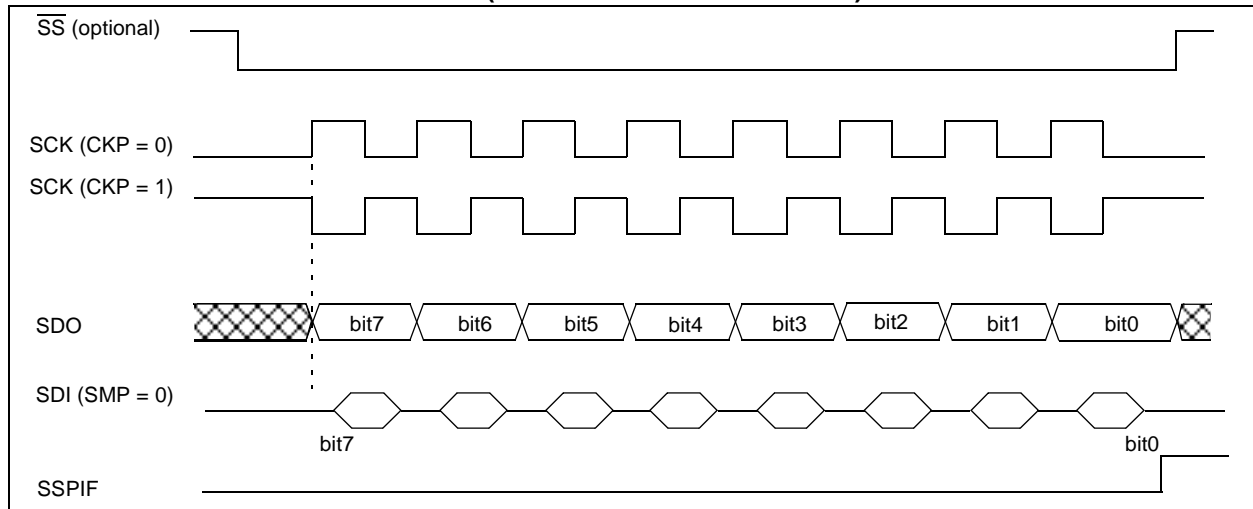 SS (optional)
SCK (CKP = 0)
SCK (CKP = 1)
SDO
bit7 bit6 bit5 bit4 bit3 bit2 bit1 bit0
SDI (SMP = 0)
bit7 bit0
SSPIF